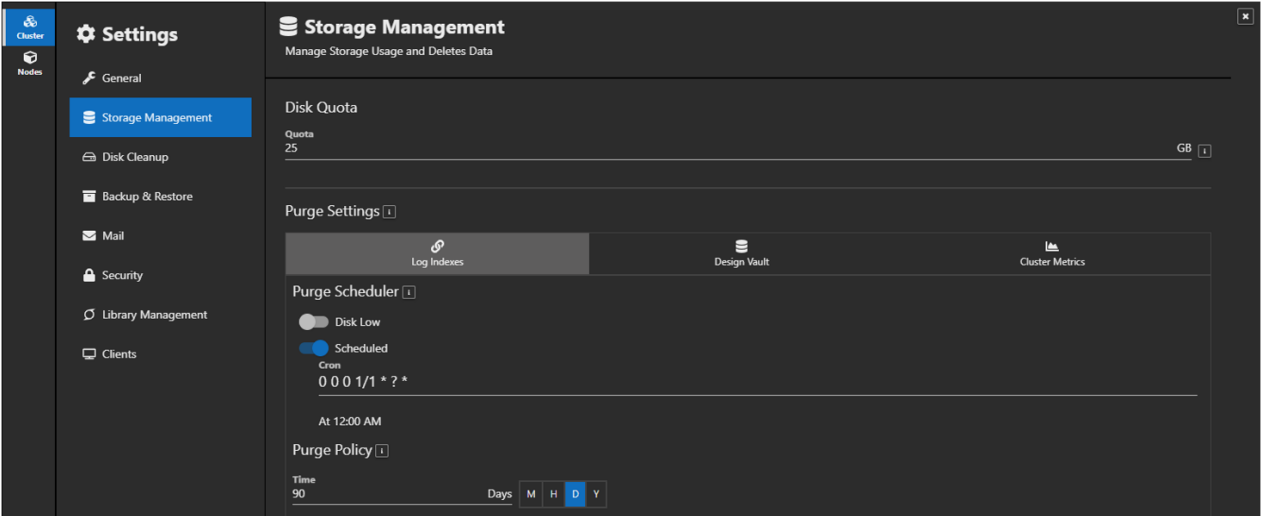 Cluster
Nodes
Settings
General
Storage Management
Disk Cleanup
Backup & Restore
Mail
Security
Library Management
Clients
Storage Management
Manage Storage Usage and Deletes Data
Disk Quota
Quota
25 GB
Purge Settings
Log Indexes Design Vault Cluster Metrics
Purge Scheduler
Disk Low
Scheduled
Cron
0 0 0 1/1 * ? *
At 12:00 AM
Purge Policy
Time
90 Days M H D Y